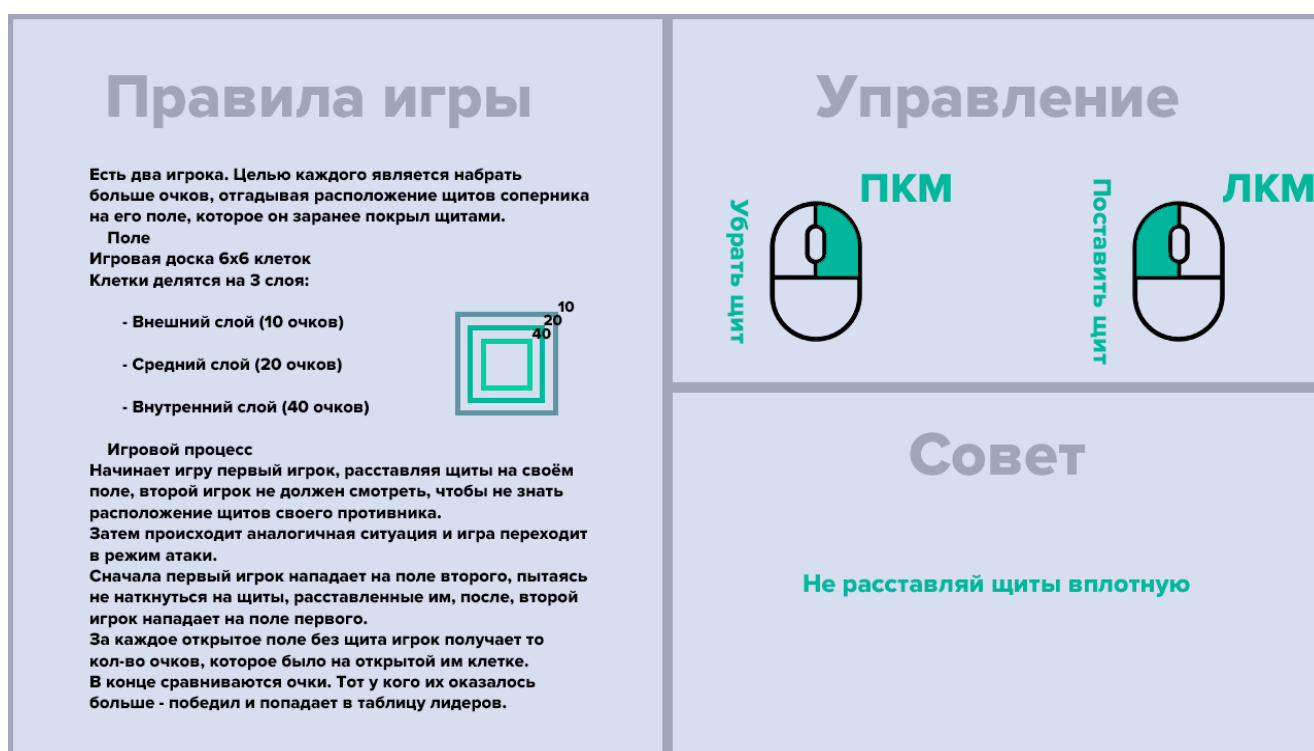 Правила игры
Есть два игрока. Целью каждого является набрать
больше очков, отгадывая расположение щитов соперника
на его поле, которое он заранее покрыл щитами.
Поле
Игровая доска 6х6 клеток
Клетки делятся на 3 слоя:
- Внешний слой (10 очков)
- Средний слой (20 очков)
- Внутренний слой (40 очков)
10
20
40
Игровой процесс
Начинает игру первый игрок, расставляя щиты на своём
поле, второй игрок не должен смотреть, чтобы не знать
расположение щитов своего противника.
Затем происходит аналогичная ситуация и игра переходит
в режим атаки.
Сначала первый игрок нападает на поле второго, пытаясь
не наткнуться на щиты, расставленные им, после, второй
игрок нападает на поле первого.
За каждое открытое поле без щита игрок получает то
кол-во очков, которое было на открытой им клетке.
В конце сравниваются очки. Тот у кого их оказалось
больше - победил и попадает в таблицу лидеров.
Управление
Убрать щит
ПКМ
Поставить щит
ЛКМ
Совет
Не расставляй щиты вплотную